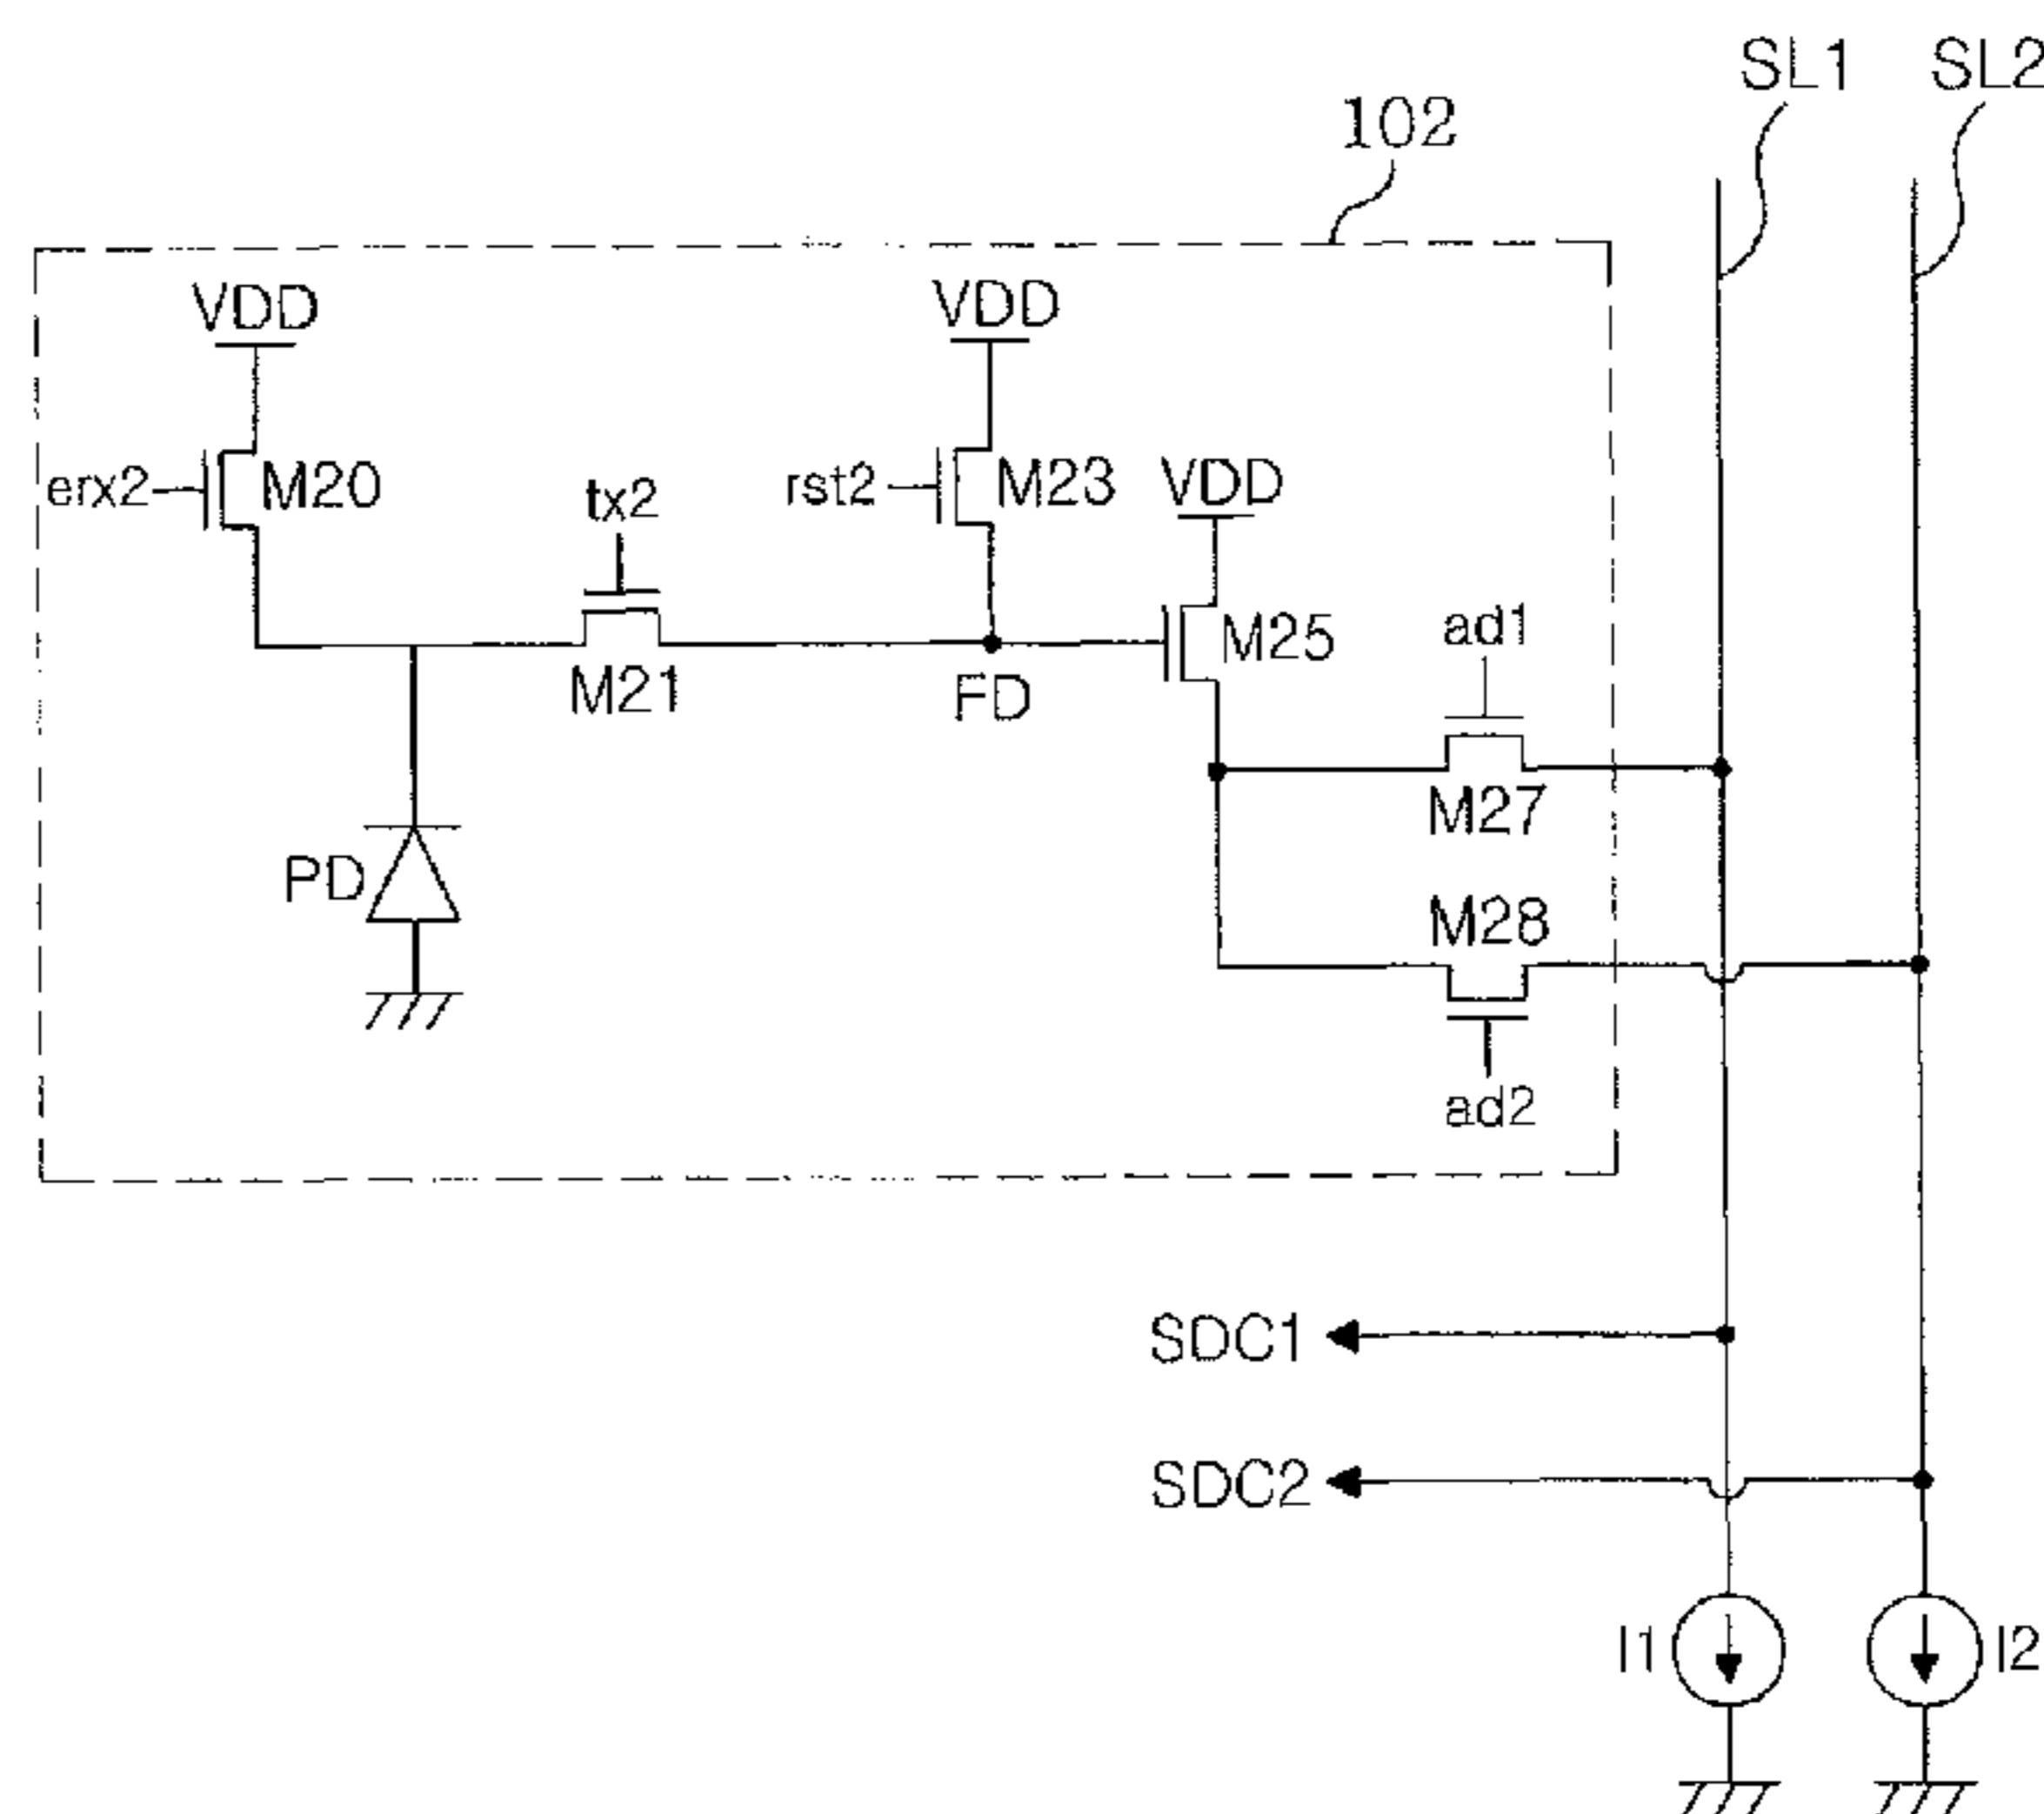 SL1 SL2
102
VDD VDD
erx2 M20 tx2 rst2 M23 VDD
M21 FD M25 ad1
M27
PD M28
ad2
SDC1
SDC2
I1 I2